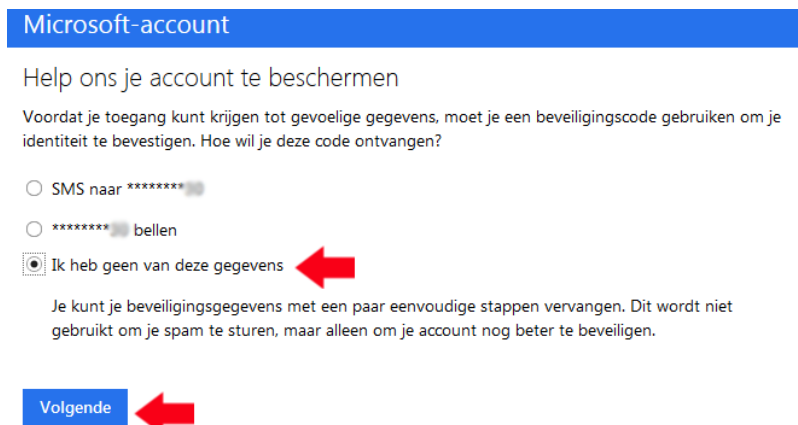 Microsoft-account
Help ons je account te beschermen
Voordat je toegang kunt krijgen tot gevoelige gegevens, moet je een beveiligingscode gebruiken om je
identiteit te bevestigen. Hoe wil je deze code ontvangen?
SMS naar ********
******** bellen
Ik heb geen van deze gegevens
Je kunt je beveiligingsgegevens met een paar eenvoudige stappen vervangen. Dit wordt niet
gebruikt om je spam te sturen, maar alleen om je account nog beter te beveiligen.
Volgende